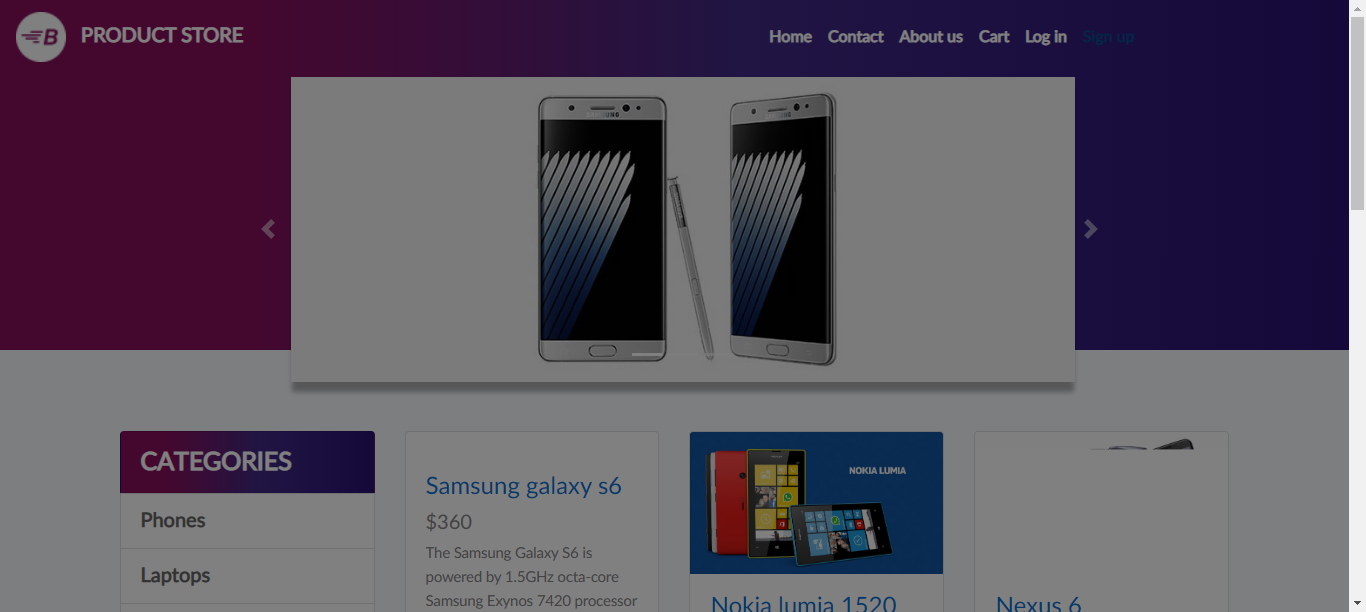 B PRODUCT STORE
Home Contact About us Cart Log in Sign up
SAMSUNG
CATEGORIES
Phones
Laptops
Samsung galaxy s6
$360
The Samsung Galaxy S6 is
powered by 1.5GHz octa-core
Samsung Exynos 7420 processor
NOKIA LUMIA
Nokia lumia 1520
Nexus 6